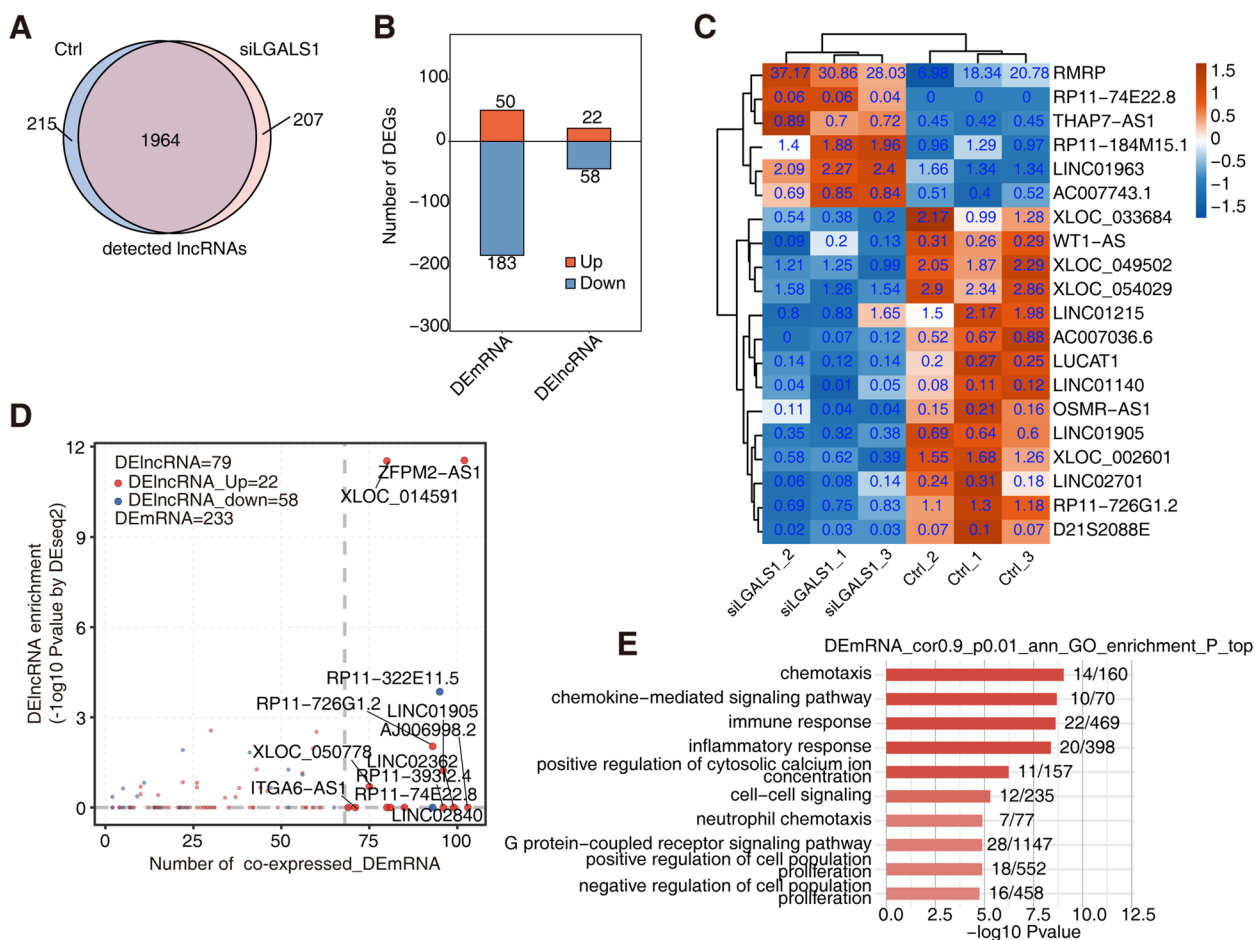 A
Ctrl
siLGALS1
215
1964
207
detected lncRNAs
B
Number of DEGs
100
0
−100
−200
−300
50
183
22
58
Up
Down
DEmRNA
DElncRNA
C
37.17 30.86 28.03 6.98 18.34 20.78 RMRP
0.06 0.06 0.04 0 0 0 RP11−74E22.8
0.89 0.7 0.72 0.45 0.42 0.45 THAP7−AS1
1.4 1.88 1.96 0.96 1.29 0.97 RP11−184M15.1
2.09 2.27 2.4 1.66 1.34 1.34 LINC01963
0.69 0.85 0.84 0.51 0.4 0.52 AC007743.1
0.54 0.38 0.2 2.17 0.99 1.28 XLOC_033684
0.09 0.2 0.13 0.31 0.26 0.29 WT1−AS
1.21 1.25 0.99 2.05 1.87 2.29 XLOC_049502
1.58 1.26 1.54 2.9 2.34 2.86 XLOC_054029
0.8 0.83 1.65 1.5 2.17 1.98 LINC01215
0 0.07 0.12 0.52 0.67 0.88 AC007036.6
0.14 0.12 0.14 0.2 0.27 0.25 LUCAT1
0.04 0.01 0.05 0.08 0.11 0.12 LINC01140
0.11 0.04 0.04 0.15 0.21 0.16 OSMR−AS1
0.35 0.32 0.38 0.69 0.64 0.6 LINC01905
0.58 0.62 0.39 1.55 1.68 1.26 XLOC_002601
0.06 0.08 0.14 0.24 0.31 0.18 LINC02701
0.69 0.75 0.83 1.1 1.3 1.18 RP11−726G1.2
0.02 0.03 0.03 0.07 0.1 0.07 D21S2088E
siLGALS1_2 siLGALS1_1 siLGALS1_3 Ctrl_2 Ctrl_1 Ctrl_3
1.5
1
0.5
0
−0.5
−1
−1.5
D
DElncRNA enrichment
(-log10 Pvalue by DEseq2)
12
9
6
3
0
DElncRNA=79
DElncRNA_Up=22
DElncRNA_down=58
DEmRNA=233
ZFPM2−AS1
XLOC_014591
RP11−322E11.5
RP11−726G1.2
LINC01905
AJ006998.2
XLOC_050778
LINC02362
RP11−393I2.4
ITGA6−AS1
RP11−74E22.8
LINC02840
0 25 50 75 100
Number of co-expressed_DEmRNA
E
DEmRNA_cor0.9_p0.01_ann_GO_enrichment_P_top
chemotaxis 14/160
chemokine−mediated signaling pathway 10/70
immune response 22/469
inflammatory response 20/398
positive regulation of cytosolic calcium ion
concentration 11/157
cell−cell signaling 12/235
neutrophil chemotaxis 7/77
G protein−coupled receptor signaling pathway 28/1147
positive regulation of cell population
proliferation 18/552
negative regulation of cell population
proliferation 16/458
0.0 2.5 5.0 7.5 10.0 12.5
−log10 Pvalue